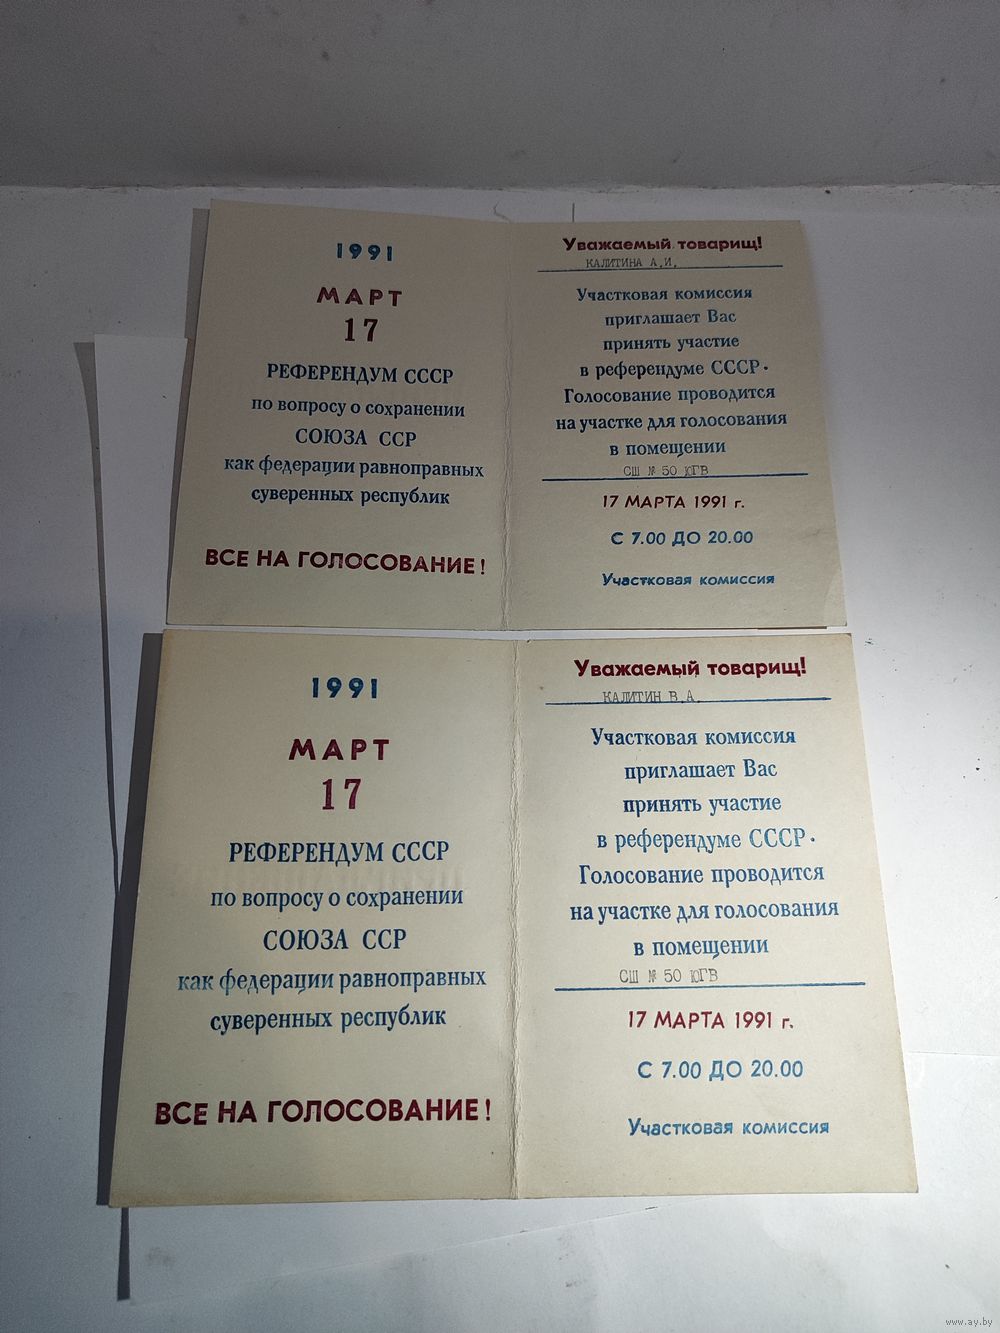 1991
МАРТ
17
РЕФЕРЕНДУМ СССР
по вопросу о сохранении
СОЮЗА ССР
как федерации равноправных
суверенных республик
ВСЕ НА ГОЛОСОВАНИЕ!
Уважаемый товарищ!
КАЛИТИНА А.И.
Участковая комиссия
приглашает Вас
принять участие
в референдуме СССР.
Голосование проводится
на участке для голосования
в помещении
СШ № 50 ЮГВ
17 МАРТА 1991 г.
С 7.00 ДО 20.00
Участковая комиссия
1991
МАРТ
17
РЕФЕРЕНДУМ СССР
по вопросу о сохранении
СОЮЗА ССР
как федерации равноправных
суверенных республик
ВСЕ НА ГОЛОСОВАНИЕ!
Уважаемый товарищ!
КАЛИТИН В.А.
Участковая комиссия
приглашает Вас
принять участие
в референдуме СССР.
Голосование проводится
на участке для голосования
в помещении
СШ № 50 ЮГВ
17 МАРТА 1991 г.
С 7.00 ДО 20.00
Участковая комиссия
www.ay.by